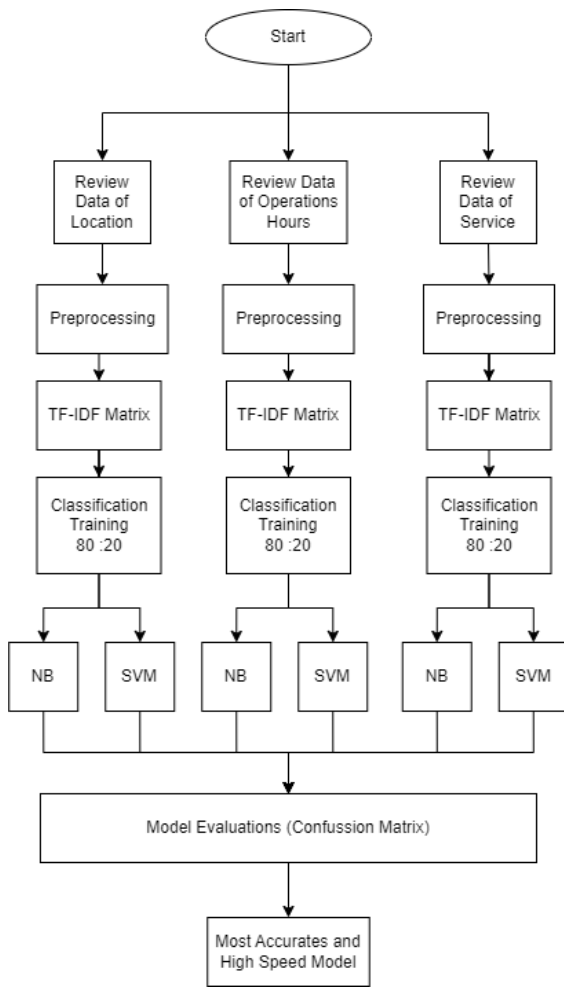 Start
Review
Data of
Location
Review Data
of Operations
Hours
Review
Data of
Service
Preprocessing
Preprocessing
Preprocessing
TF-IDF Matrix
TF-IDF Matrix
TF-IDF Matrix
Classification
Training
80 :20
Classification
Training
80 :20
Classification
Training
80 :20
NB
SVM
NB
SVM
NB
SVM
Model Evaluations (Confussion Matrix)
Most Accurates and
High Speed Model